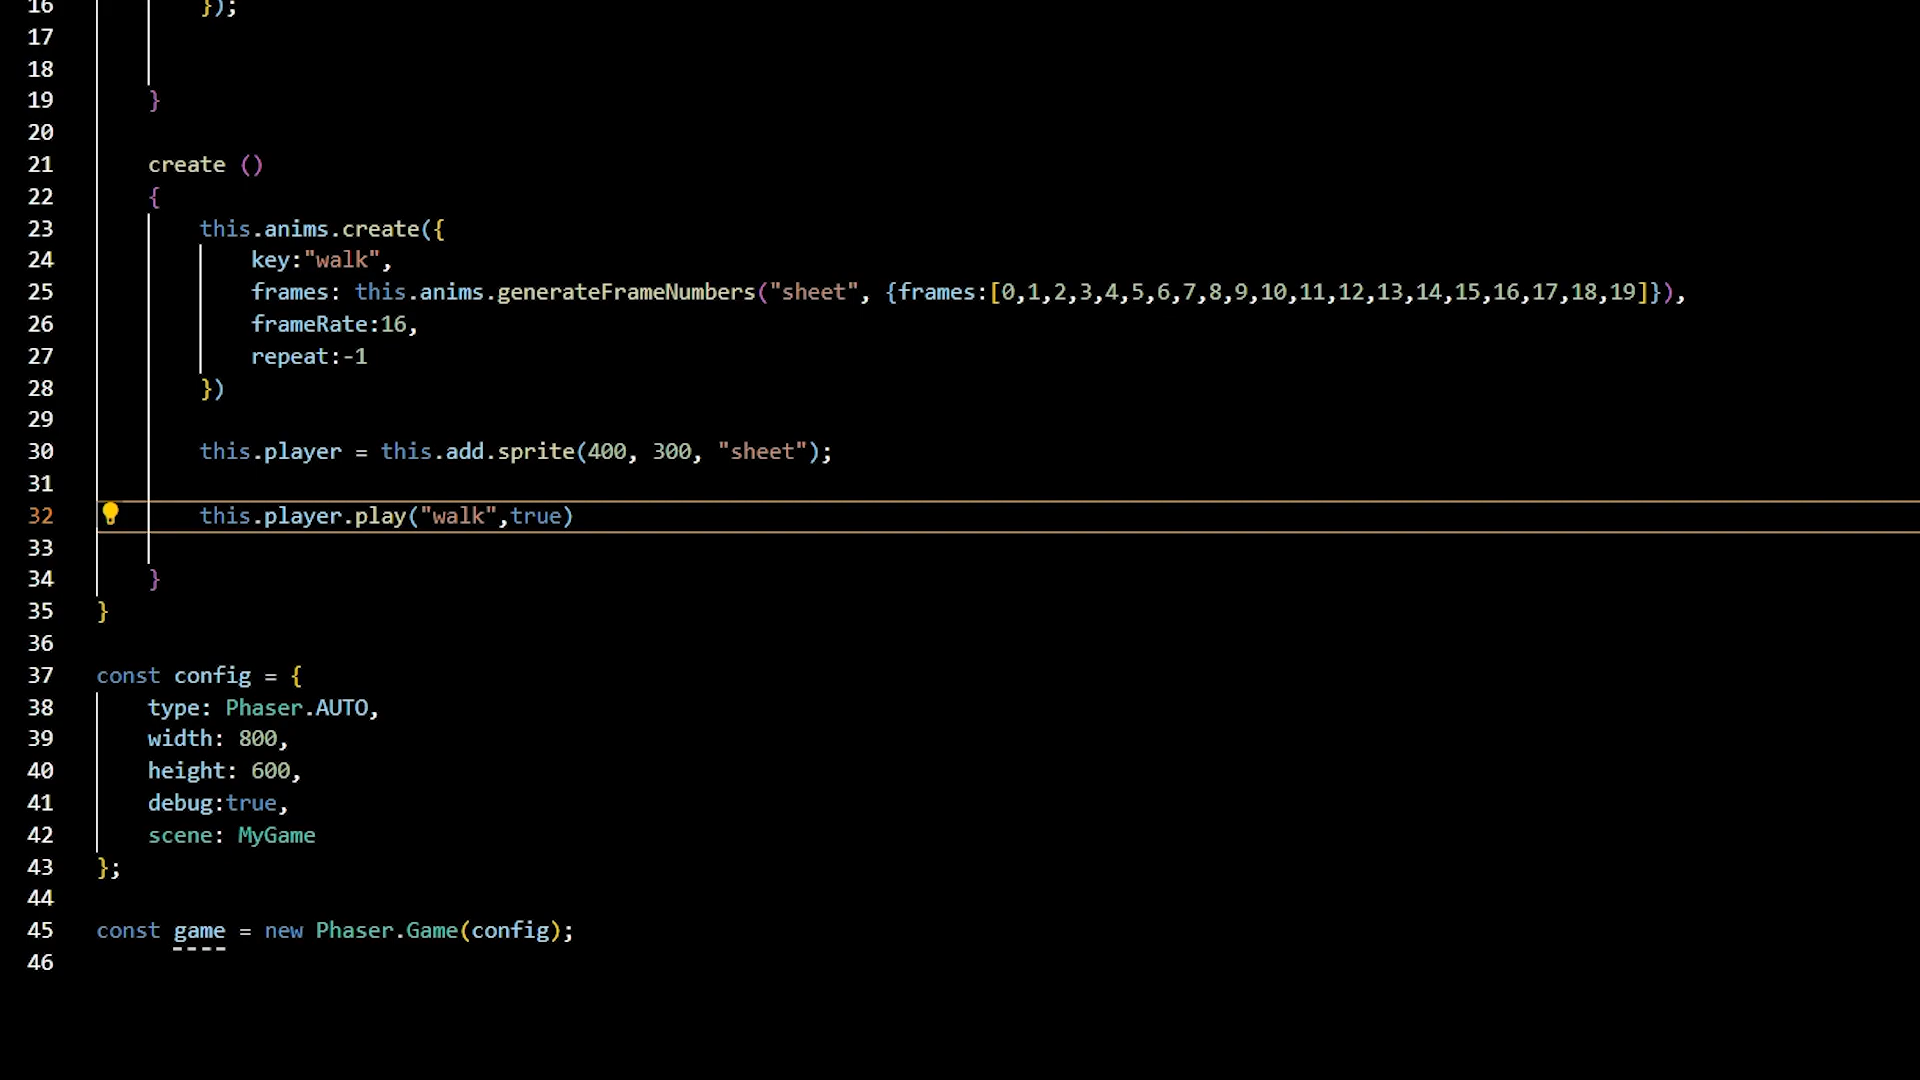 16 });
17
18
19 }
20
21 create ()
22 {
23 this.anims.create({
24 key:"walk",
25 frames: this.anims.generateFrameNumbers("sheet", {frames:[0,1,2,3,4,5,6,7,8,9,10,11,12,13,14,15,16,17,18,19]}),
26 frameRate:16,
27 repeat:-1
28 })
29
30 this.player = this.add.sprite(400, 300, "sheet");
31
32 this.player.play("walk",true)
33
34 }
35 }
36
37 const config = {
38 type: Phaser.AUTO,
39 width: 800,
40 height: 600,
41 debug:true,
42 scene: MyGame
43 };
44
45 const game = new Phaser.Game(config);
46